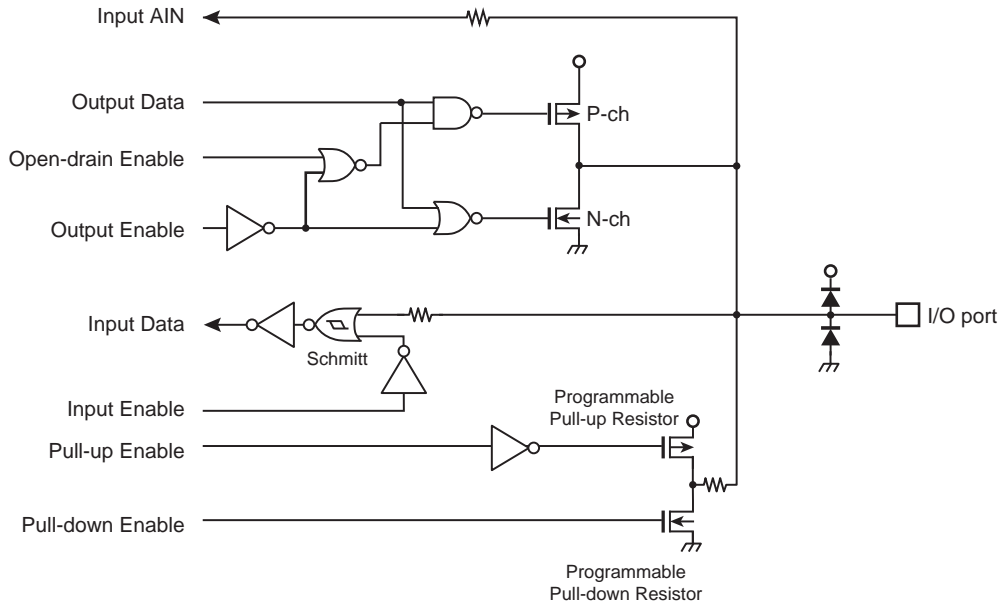 Input AIN
Output Data
P-ch
Open-drain Enable
Output Enable
N-ch
Input Data
Schmitt
I/O port
Input Enable
Programmable
Pull-up Resistor
Pull-up Enable
Pull-down Enable
Programmable
Pull-down Resistor